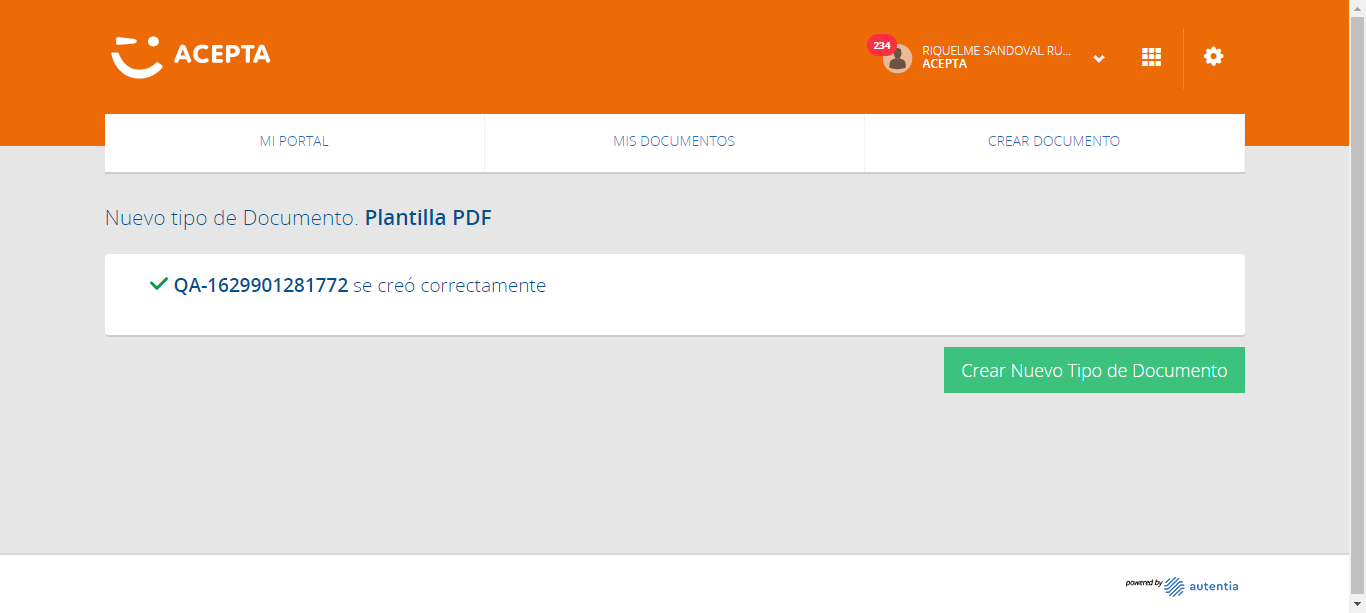 ACEPTA
234
RIQUELME SANDOVAL RU...
ACEPTA
MI PORTAL
MIS DOCUMENTOS
CREAR DOCUMENTO
Nuevo tipo de Documento. Plantilla PDF
QA-1629901281772 se creó correctamente
Crear Nuevo Tipo de Documento
powered by autentia